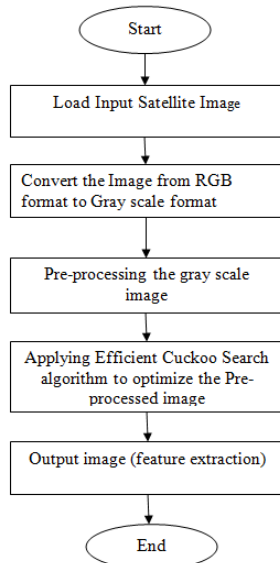 Start
Load Input Satellite Image
Convert the Image from RGB
format to Gray scale format
Pre-processing the gray scale
image
Applying Efficient Cuckoo Search
algorithm to optimize the Pre-
processed image
Output image (feature extraction)
End